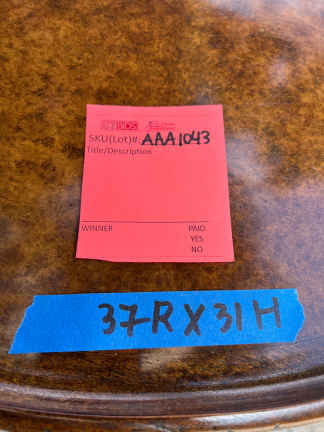 SKU(Lot)#: AAA1043
Title/Description
WINNER PAID
YES
NO
37R X 31H